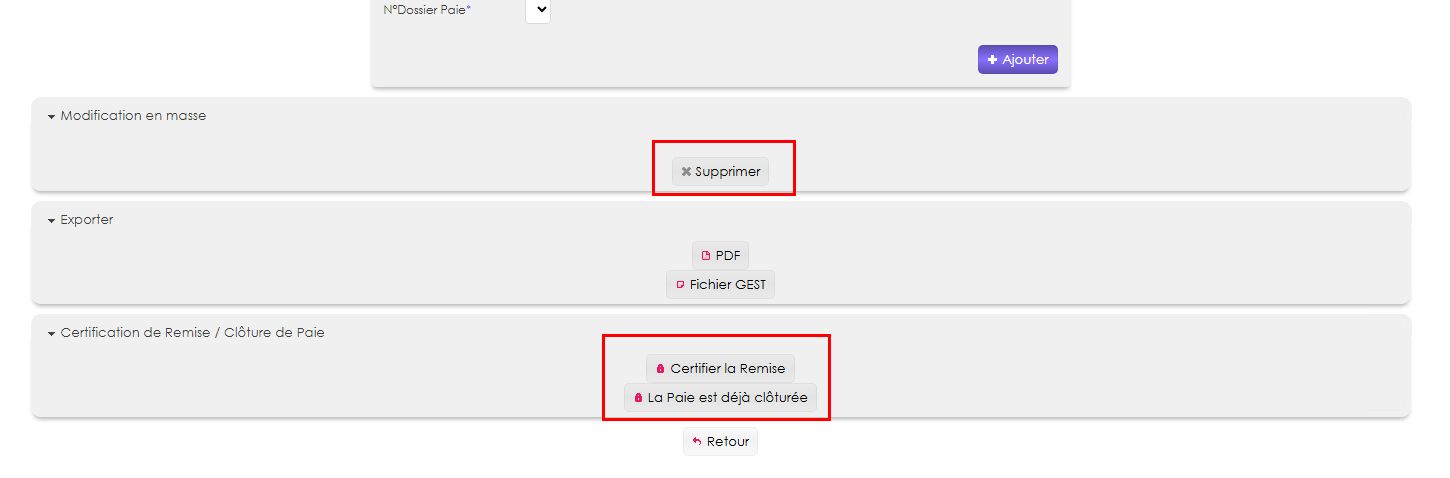 N°Dossier Paie*
Ajouter
Modification en masse
Supprimer
Exporter
PDF
Fichier GEST
Certification de Remise / Clôture de Paie
Certifier la Remise
La Paie est déjà clôturée
Retour